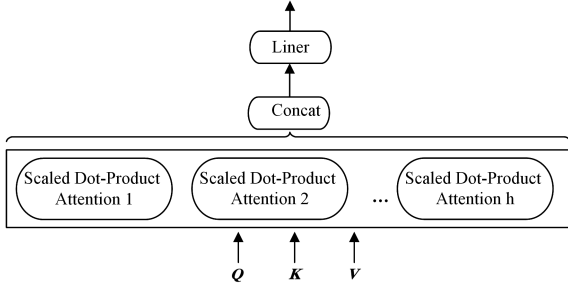 Liner
Concat
Scaled Dot-Product
Attention 1
Scaled Dot-Product
Attention 2
...
Scaled Dot-Product
Attention h
Q K V